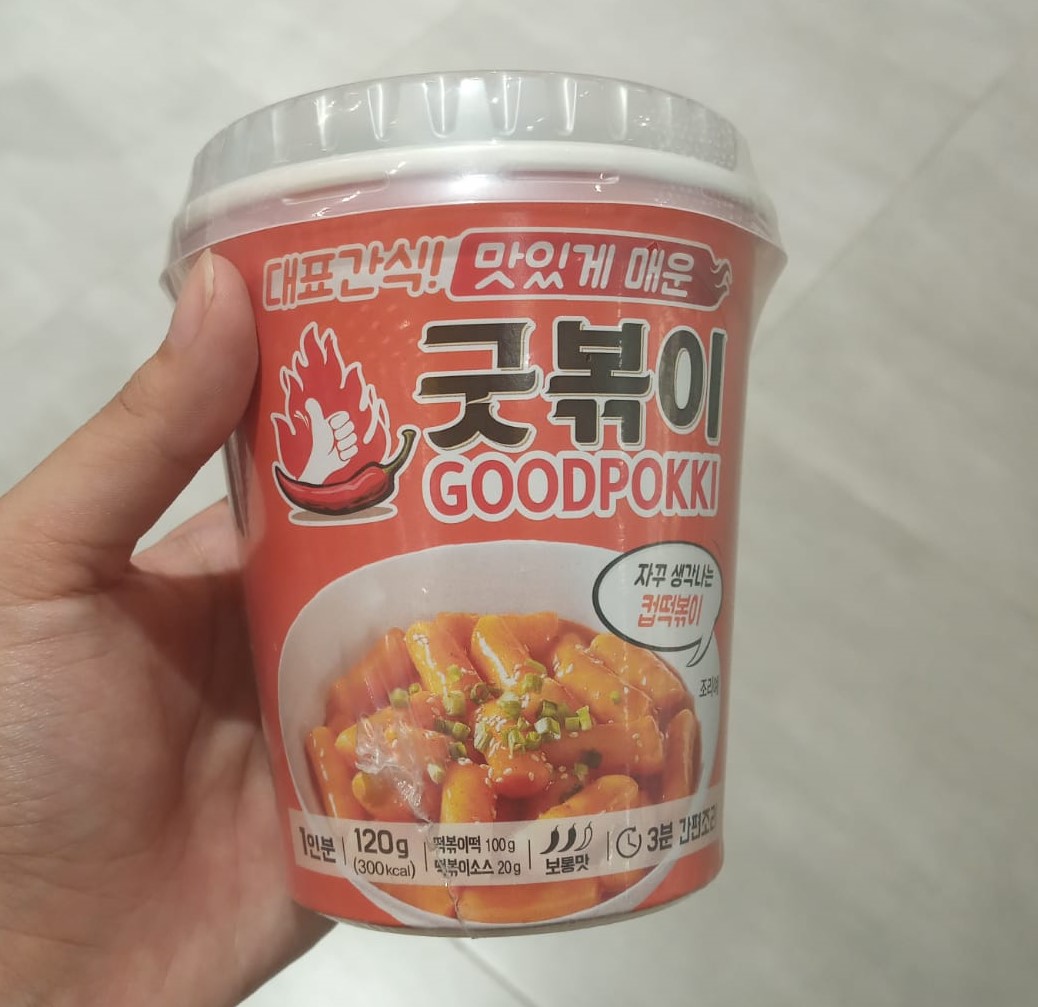 대표간식! 맛있게 매운
굿볶이
GOODPOKKI
자꾸 생각나는
컵떡볶이
1인분
120g
(300kcal)
떡볶이떡 100g
떡볶이소스 20g
보통맛
3분 간편조리